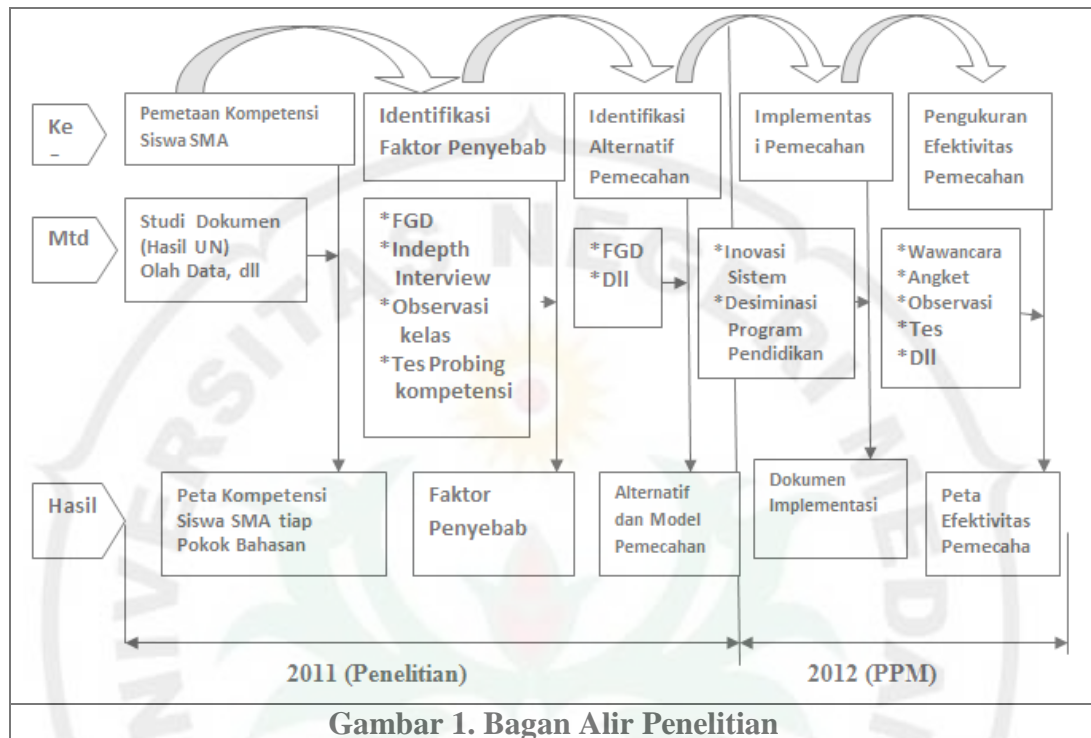 Ke
–
Pemetaan Kompetensi
Siswa SMA
Identifikasi
Faktor Penyebab
Identifikasi
Alternatif
Pemecahan
Implementas
i Pemecahan
Pengukuran
Efektivitas
Pemecahan
Mtd
Studi Dokumen
(Hasil UN)
Olah Data, dll
*FGD
*Indepth
Interview
*Observasi
kelas
*Tes Probing
kompetensi
*FGD
*Dll
*Inovasi
Sistem
*Desiminasi
Program
Pendidikan
*Wawancara
*Angket
*Observasi
*Tes
*Dll
Hasil
Peta Kompetensi
Siswa SMA tiap
Pokok Bahasan
Faktor
Penyebab
Alternatif
dan Model
Pemecahan
Dokumen
Implementasi
Peta
Efektivitas
Pemecaha
2011 (Penelitian)
2012 (PPM)
Gambar 1. Bagan Alir Penelitian
UNIVERSITAS NEGERI MEDAN